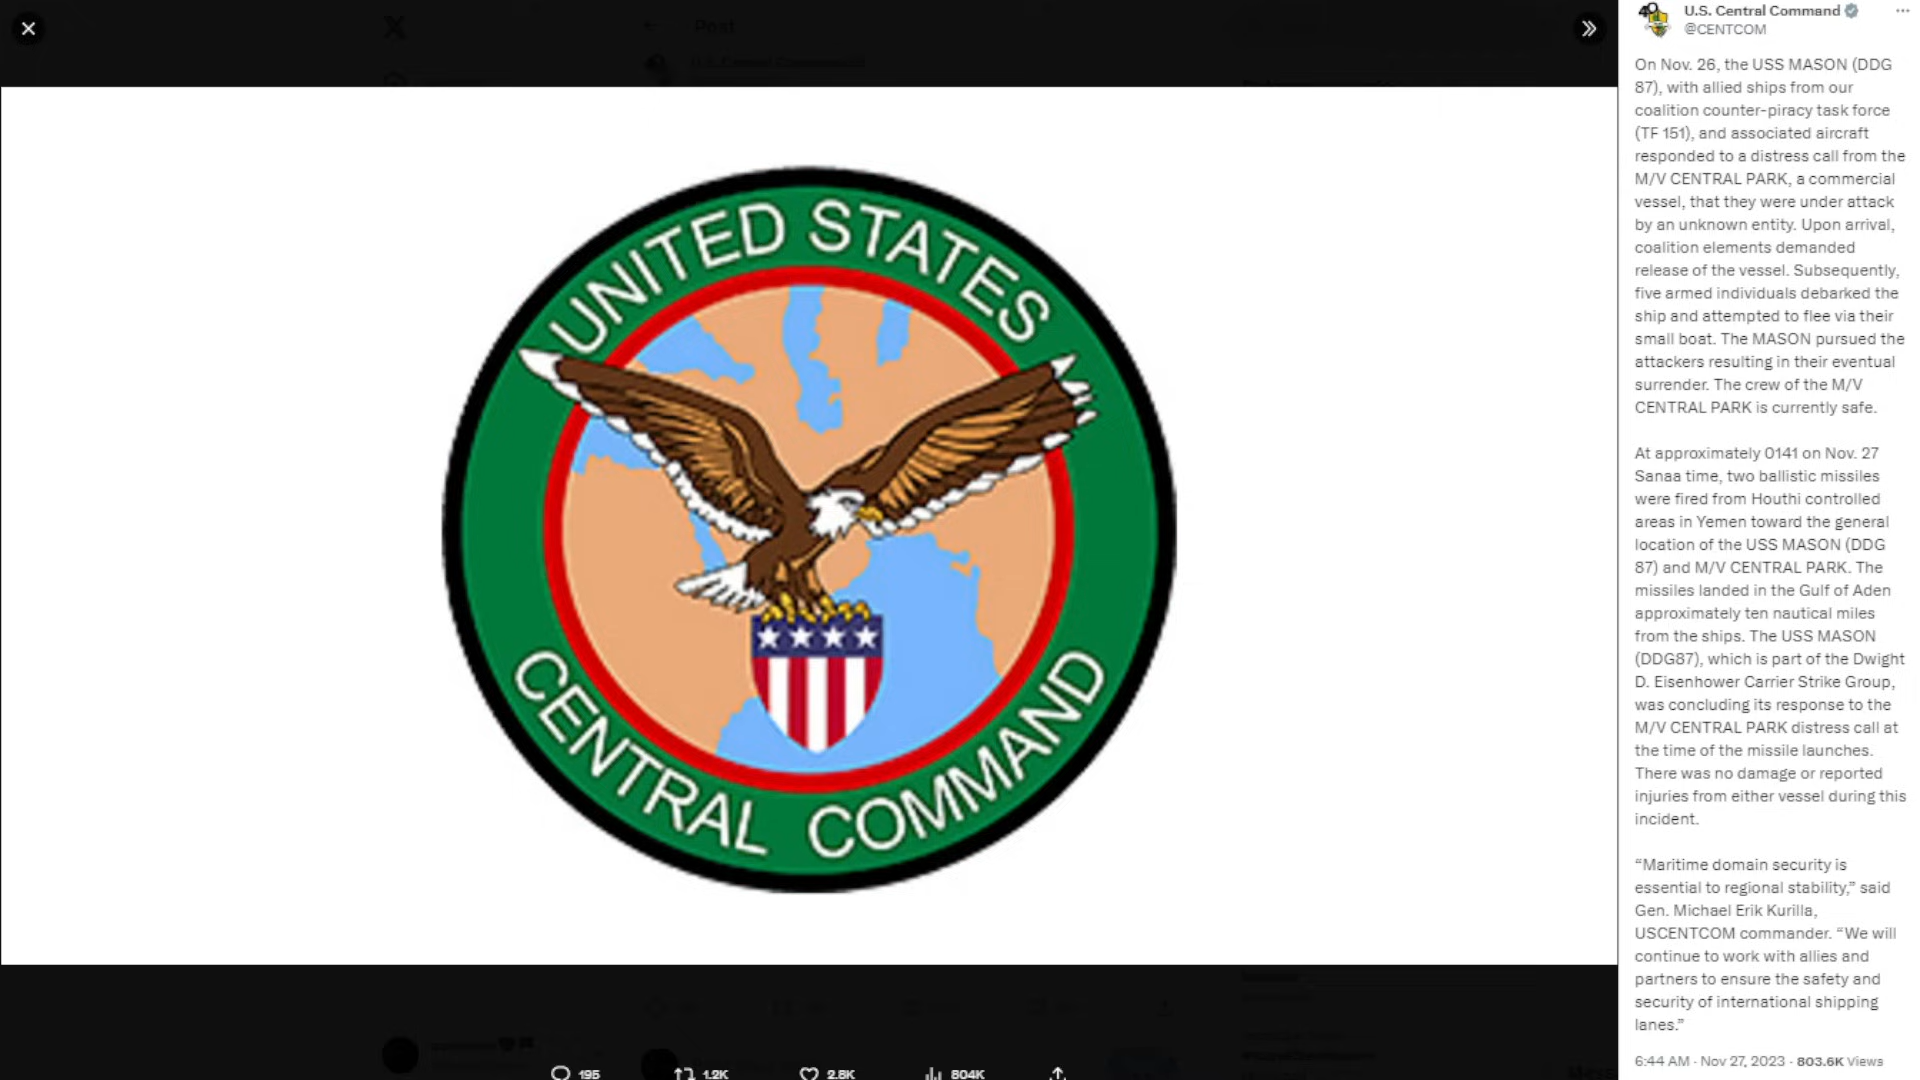 Post
U.S. Central Command
UNITED STATES
CENTRAL COMMAND
195
1.2K
2.8K
804K
U.S. Central Command
@CENTCOM
On Nov. 26, the USS MASON (DDG
87), with allied ships from our
coalition counter-piracy task force
(TF 151), and associated aircraft
responded to a distress call from the
M/V CENTRAL PARK, a commercial
vessel, that they were under attack
by an unknown entity. Upon arrival,
coalition elements demanded
release of the vessel. Subsequently,
five armed individuals debarked the
ship and attempted to flee via their
small boat. The MASON pursued the
attackers resulting in their eventual
surrender. The crew of the M/V
CENTRAL PARK is currently safe.
At approximately 0141 on Nov. 27
Sanaa time, two ballistic missiles
were fired from Houthi controlled
areas in Yemen toward the general
location of the USS MASON (DDG
87) and M/V CENTRAL PARK. The
missiles landed in the Gulf of Aden
approximately ten nautical miles
from the ships. The USS MASON
(DDG87), which is part of the Dwight
D. Eisenhower Carrier Strike Group,
was concluding its response to the
M/V CENTRAL PARK distress call at
the time of the missile launches.
There was no damage or reported
injuries from either vessel during this
incident.
“Maritime domain security is
essential to regional stability,” said
Gen. Michael Erik Kurilla,
USCENTCOM commander. “We will
continue to work with allies and
partners to ensure the safety and
security of international shipping
lanes.”
6:44 AM · Nov 27, 2023 · 803.6K Views